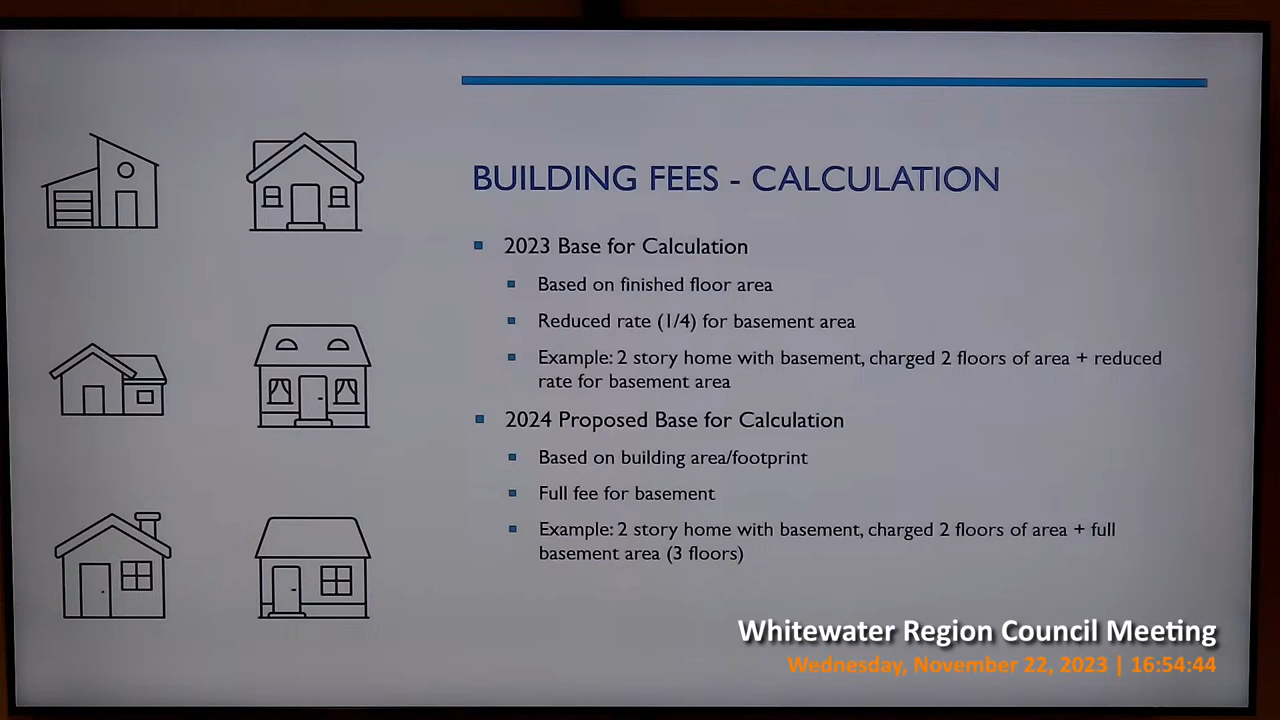 BUILDING FEES - CALCULATION
2023 Base for Calculation
Based on finished floor area
Reduced rate (1/4) for basement area
Example: 2 story home with basement, charged 2 floors of area + reduced
rate for basement area
2024 Proposed Base for Calculation
Based on building area/footprint
Full fee for basement
Example: 2 story home with basement, charged 2 floors of area + full
basement area (3 floors)
Whitewater Region Council Meeting
Wednesday, November 22, 2023 | 16:54:44